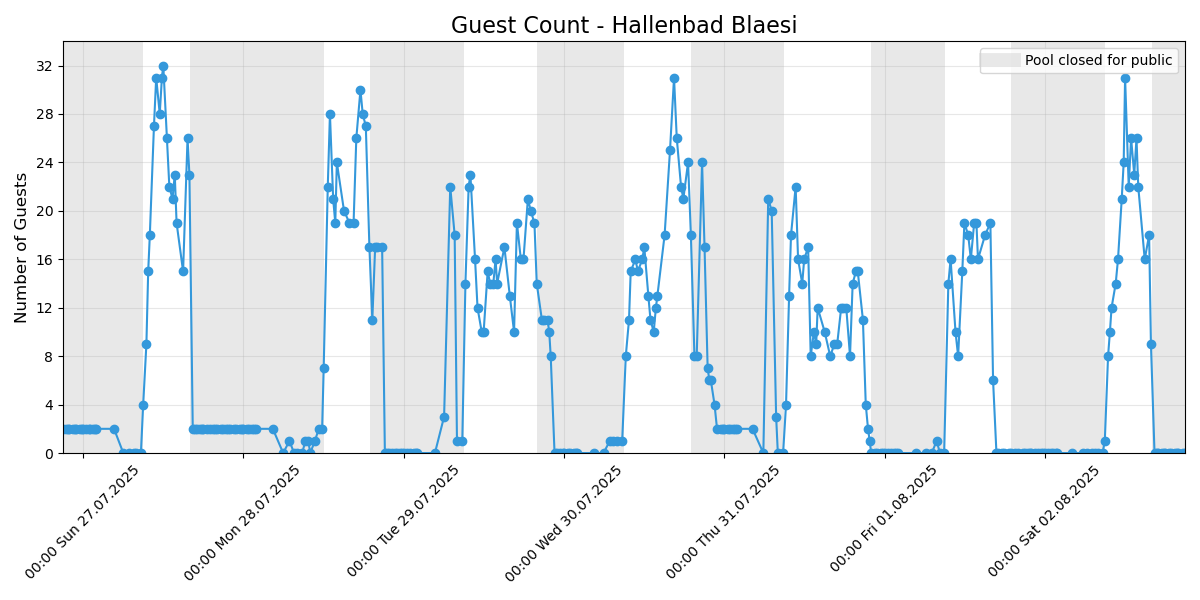 Guest Count - Hallenbad Blaesi
Pool closed for public
Number of Guests
32
28
24
20
16
12
8
4
0
00:00 Sun 27.07.2025
00:00 Mon 28.07.2025
00:00 Tue 29.07.2025
00:00 Wed 30.07.2025
00:00 Thu 31.07.2025
00:00 Fri 01.08.2025
00:00 Sat 02.08.2025